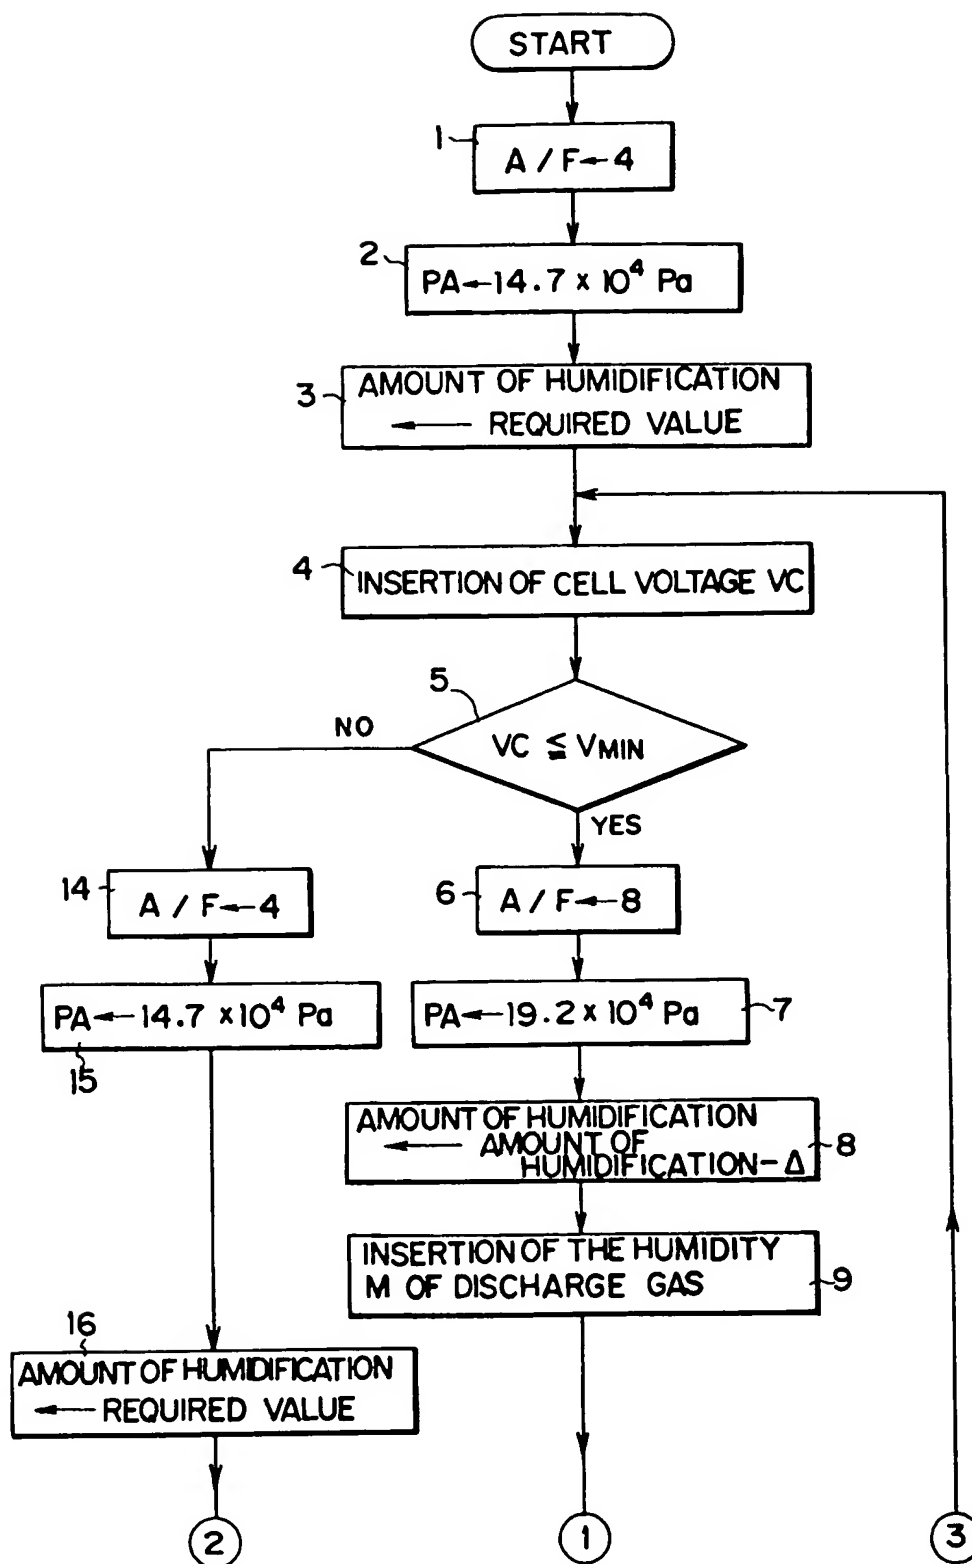 START
1
A / F ← 4
2
PA ← 14.7 × 10⁴ Pa
3
AMOUNT OF HUMIDIFICATION
← REQUIRED VALUE
4
INSERTION OF CELL VOLTAGE VC
5
VC ≦ VMIN
NO
YES
14
A / F ← 4
6
A / F ← 8
PA ← 14.7 × 10⁴ Pa
15
PA ← 19.2 × 10⁴ Pa
7
AMOUNT OF HUMIDIFICATION
← AMOUNT OF
HUMIDIFICATION - Δ
8
INSERTION OF THE HUMIDITY
M OF DISCHARGE GAS
9
16
AMOUNT OF HUMIDIFICATION
← REQUIRED VALUE
2
1
3